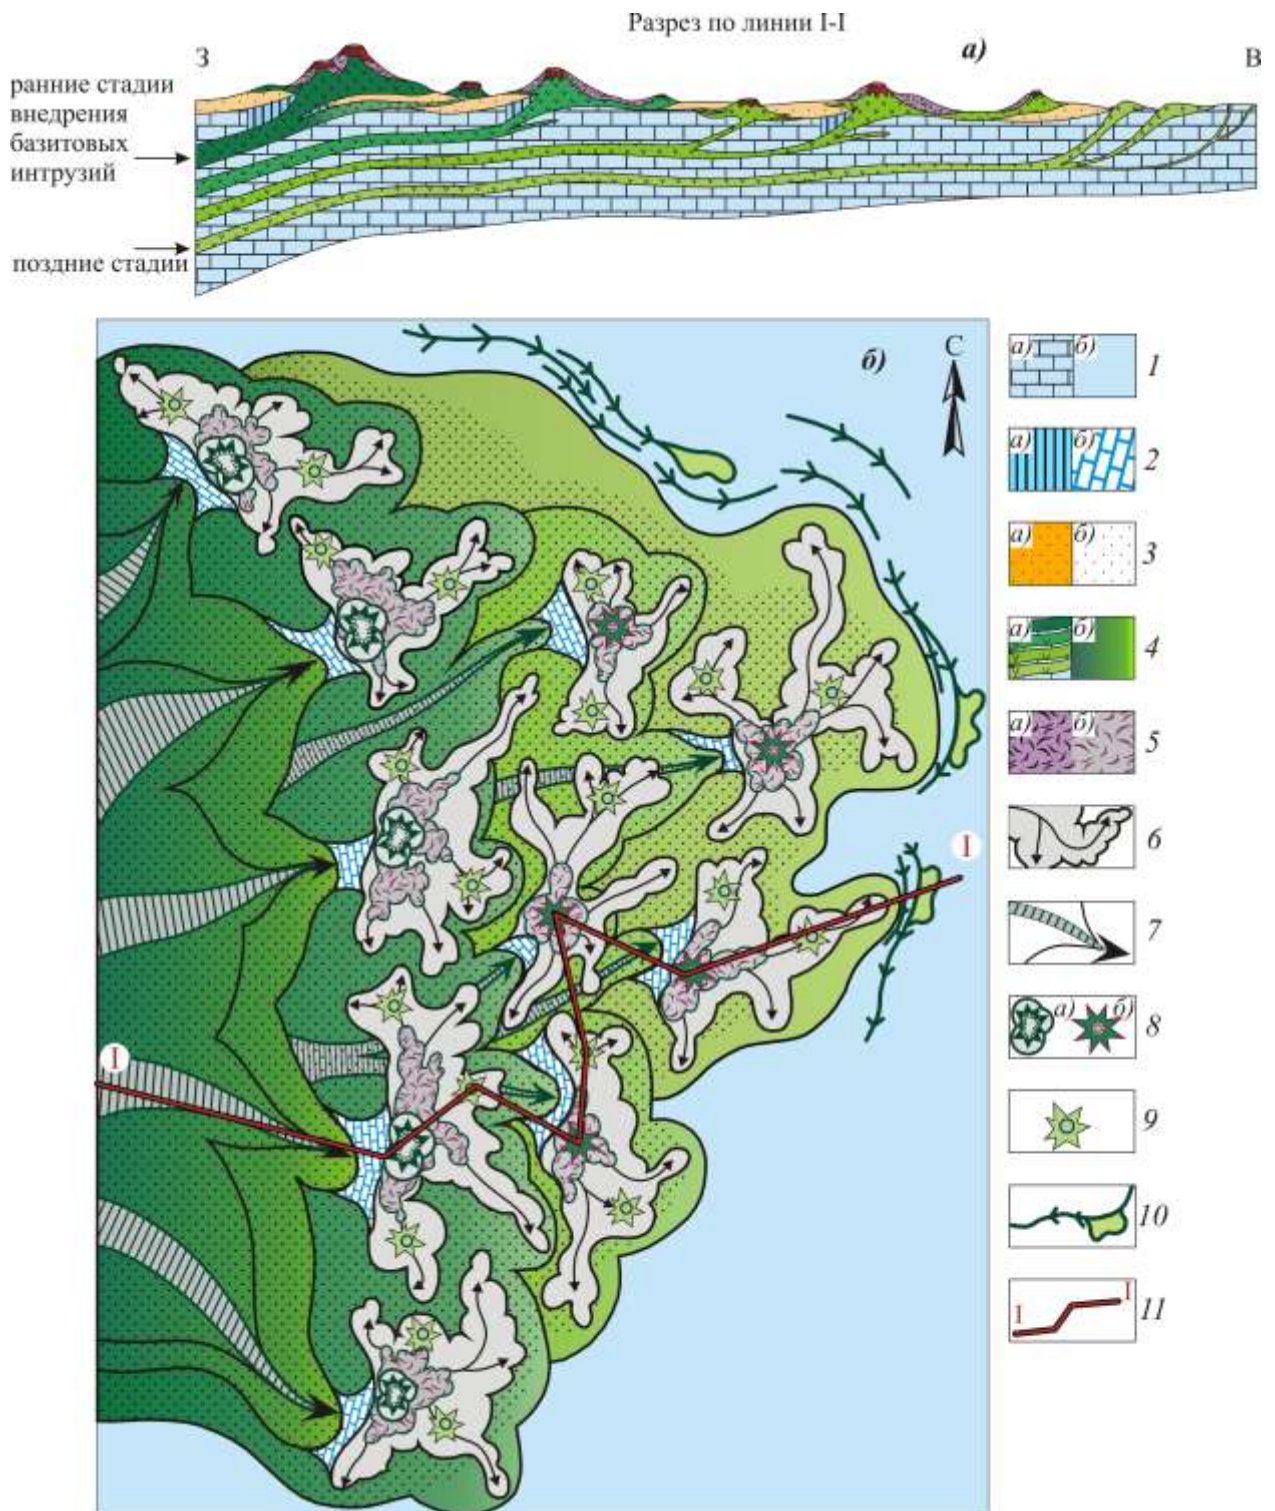 Разрез по линии I-I
а)
З
В
ранние стадии
внедрения
базитовых
интрузий
поздние стадии
б)
С
I
I
а) б) 1
а) б) 2
а) б) 3
а) б) 4
а) б) 5
6
7
а) б) 8
9
10
I I 11